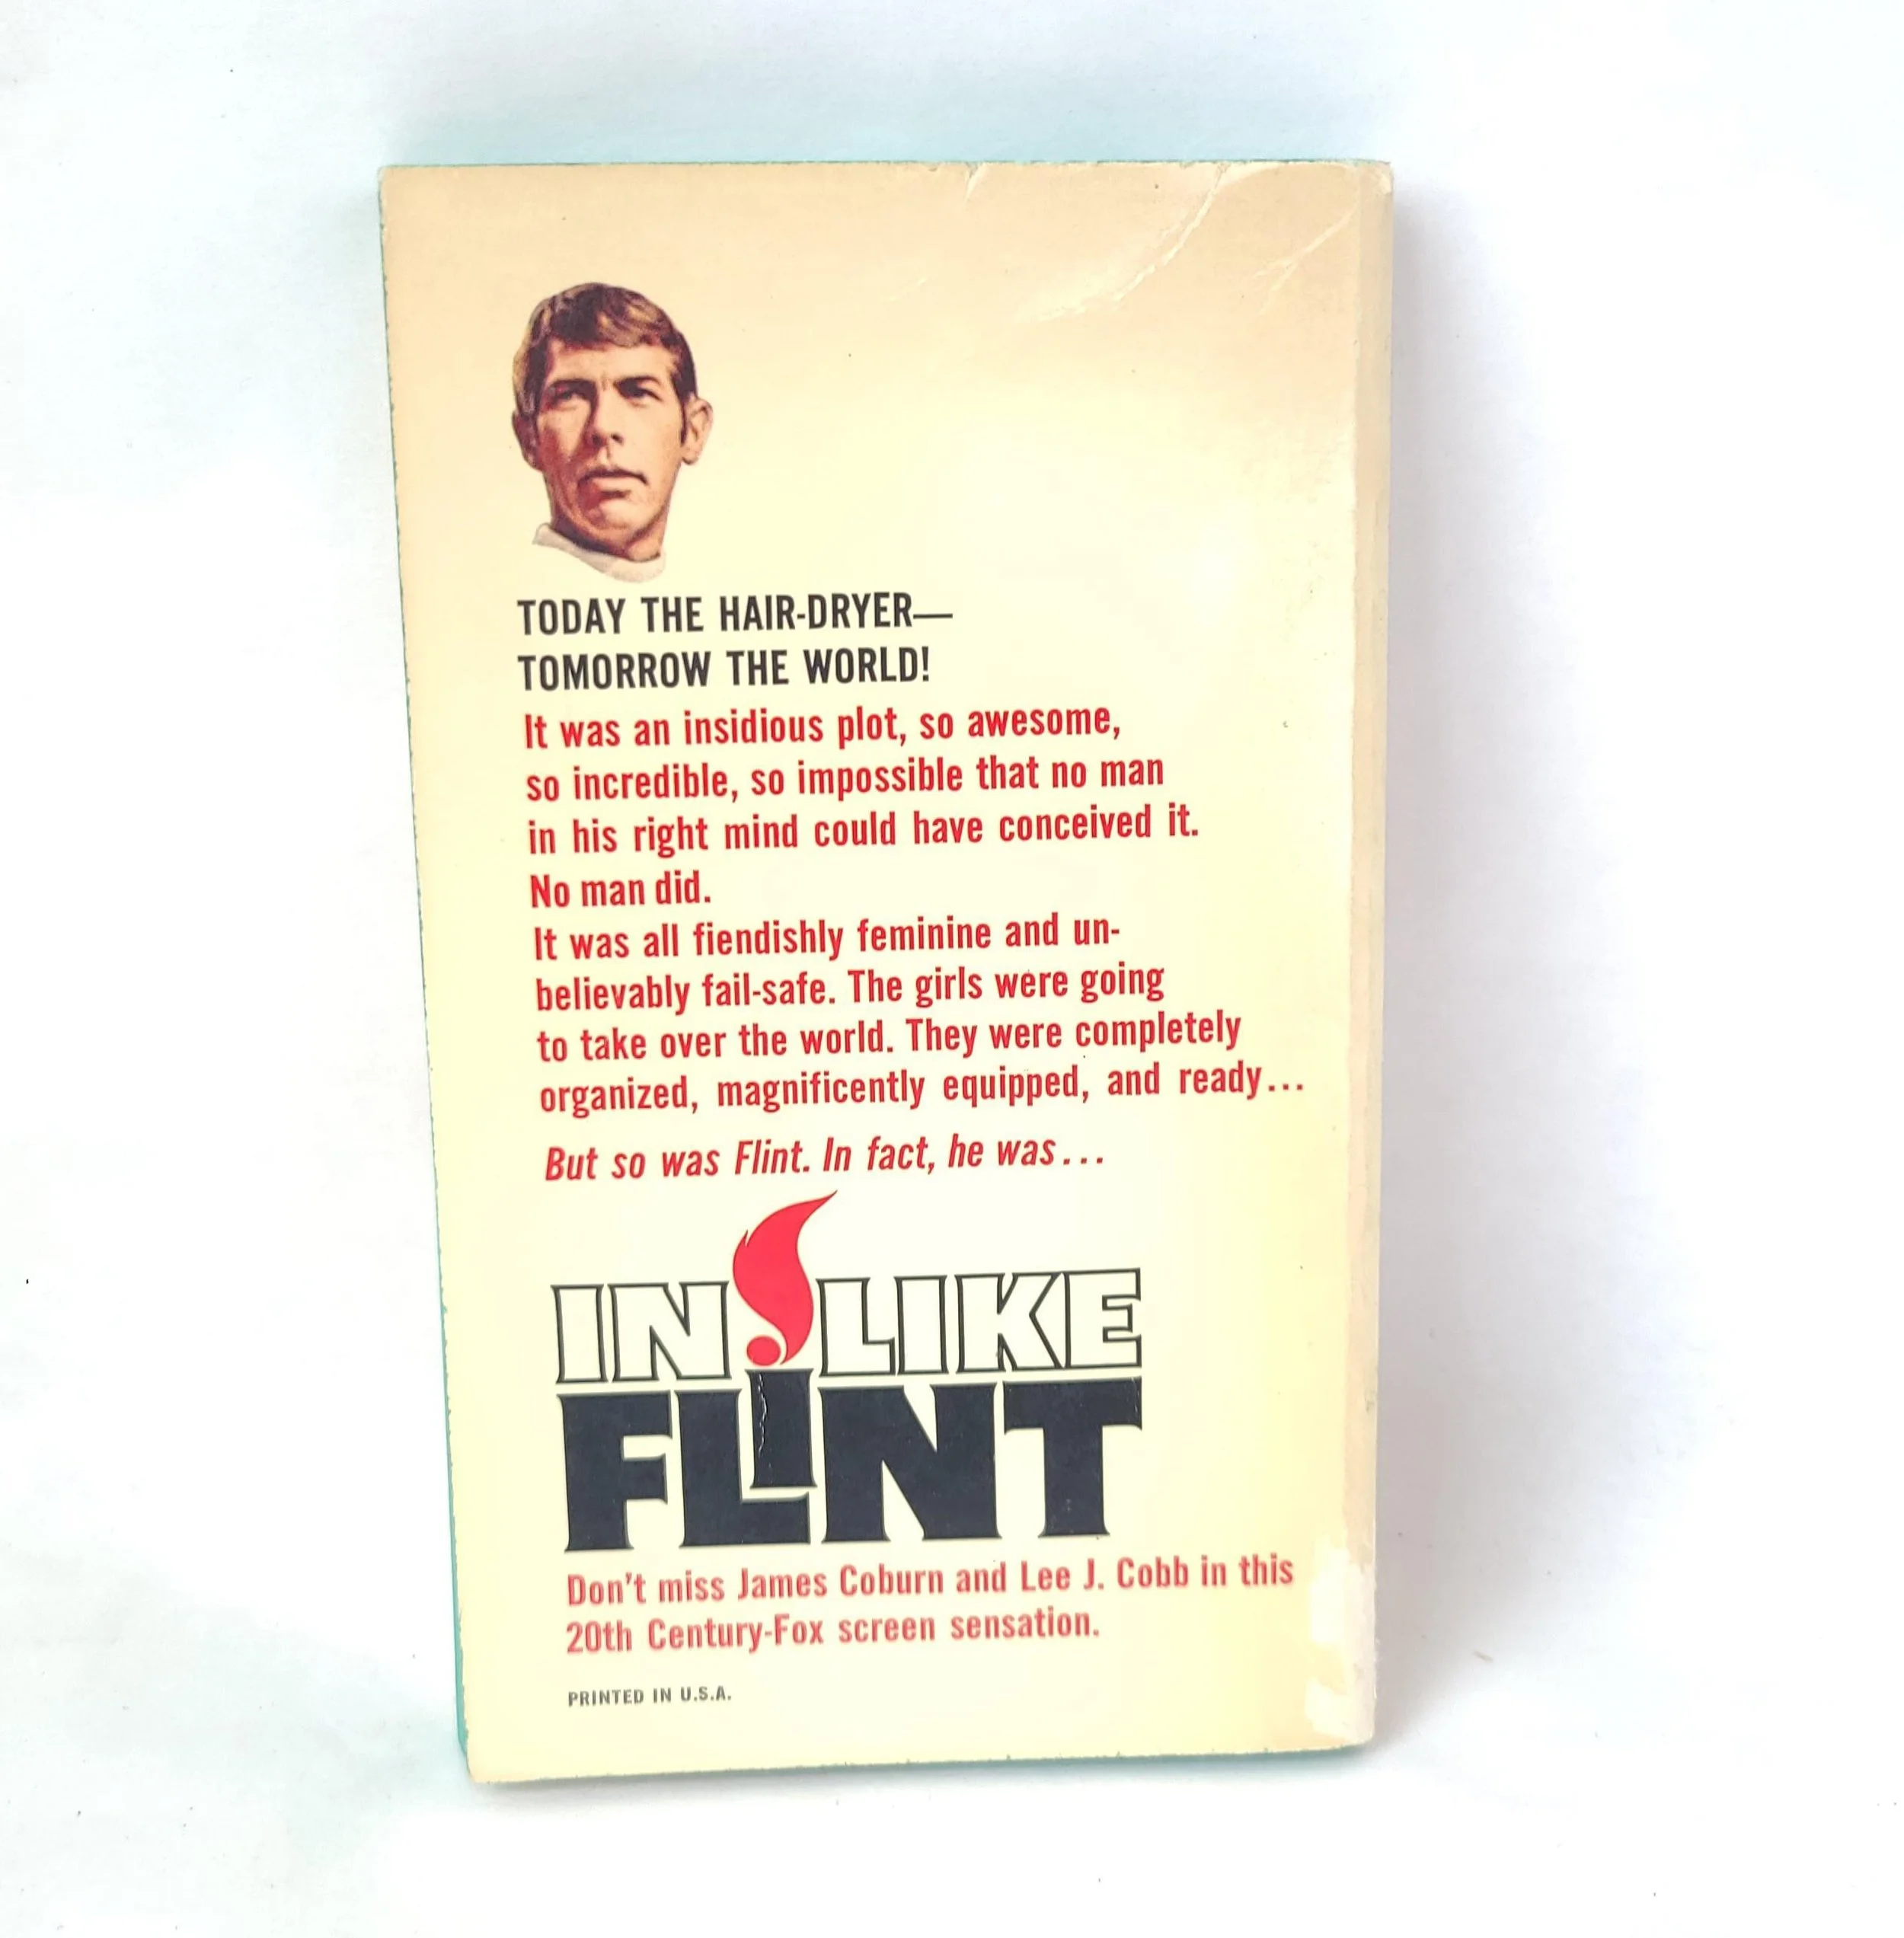 TODAY THE HAIR-DRYER—
TOMORROW THE WORLD!
It was an insidious plot, so awesome,
so incredible, so impossible that no man
in his right mind could have conceived it.
No man did.
It was all fiendishly feminine and un-
believably fail-safe. The girls were going
to take over the world. They were completely
organized, magnificently equipped, and ready...
But so was Flint. In fact, he was...
IN LIKE
FLINT
Don't miss James Coburn and Lee J. Cobb in this
20th Century-Fox screen sensation.
PRINTED IN U.S.A.